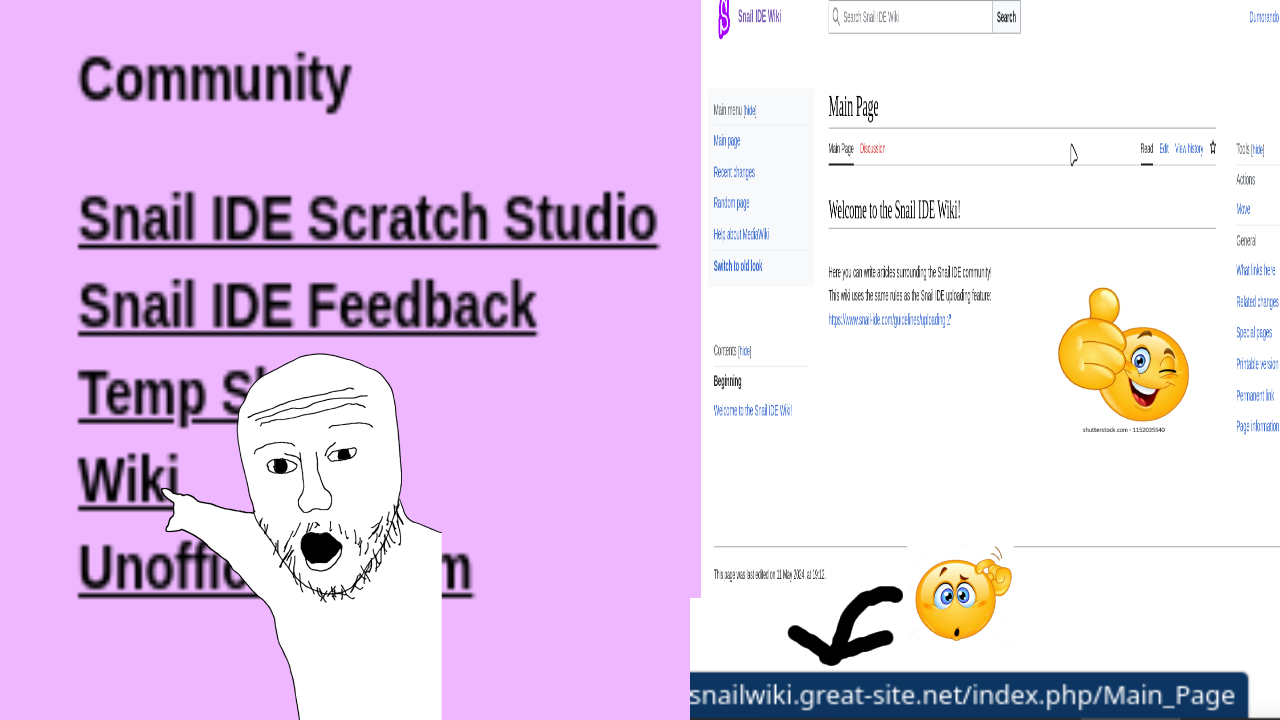 Community
Snail IDE Scratch Studio
Snail IDE Feedback
Temp
Wiki
Snail IDE Wiki
Search Snail IDE Wiki
Search
Dumorando
Main menu [hide]
Main page
Recent changes
Random page
Help about MediaWiki
Switch to old look
Contents [hide]
Beginning
Welcome to the Snail IDE Wiki!
Main Page
Main Page Discussion
Read Edit View history
Welcome to the Snail IDE Wiki!
Here you can write articles surrounding the Snail IDE community!
This wiki uses the same rules as the Snail IDE uploading feature:
https://www.snail-ide.com/guidelines/uploading
shutterstock.com · 1152035540
Tools [hide]
Actions
Move
General
What links here
Related changes
Special pages
Printable version
Permanent link
Page information
This page was last edited on 11 May 2024, at 19:12.
snailwiki.great-site.net/index.php/Main_Page